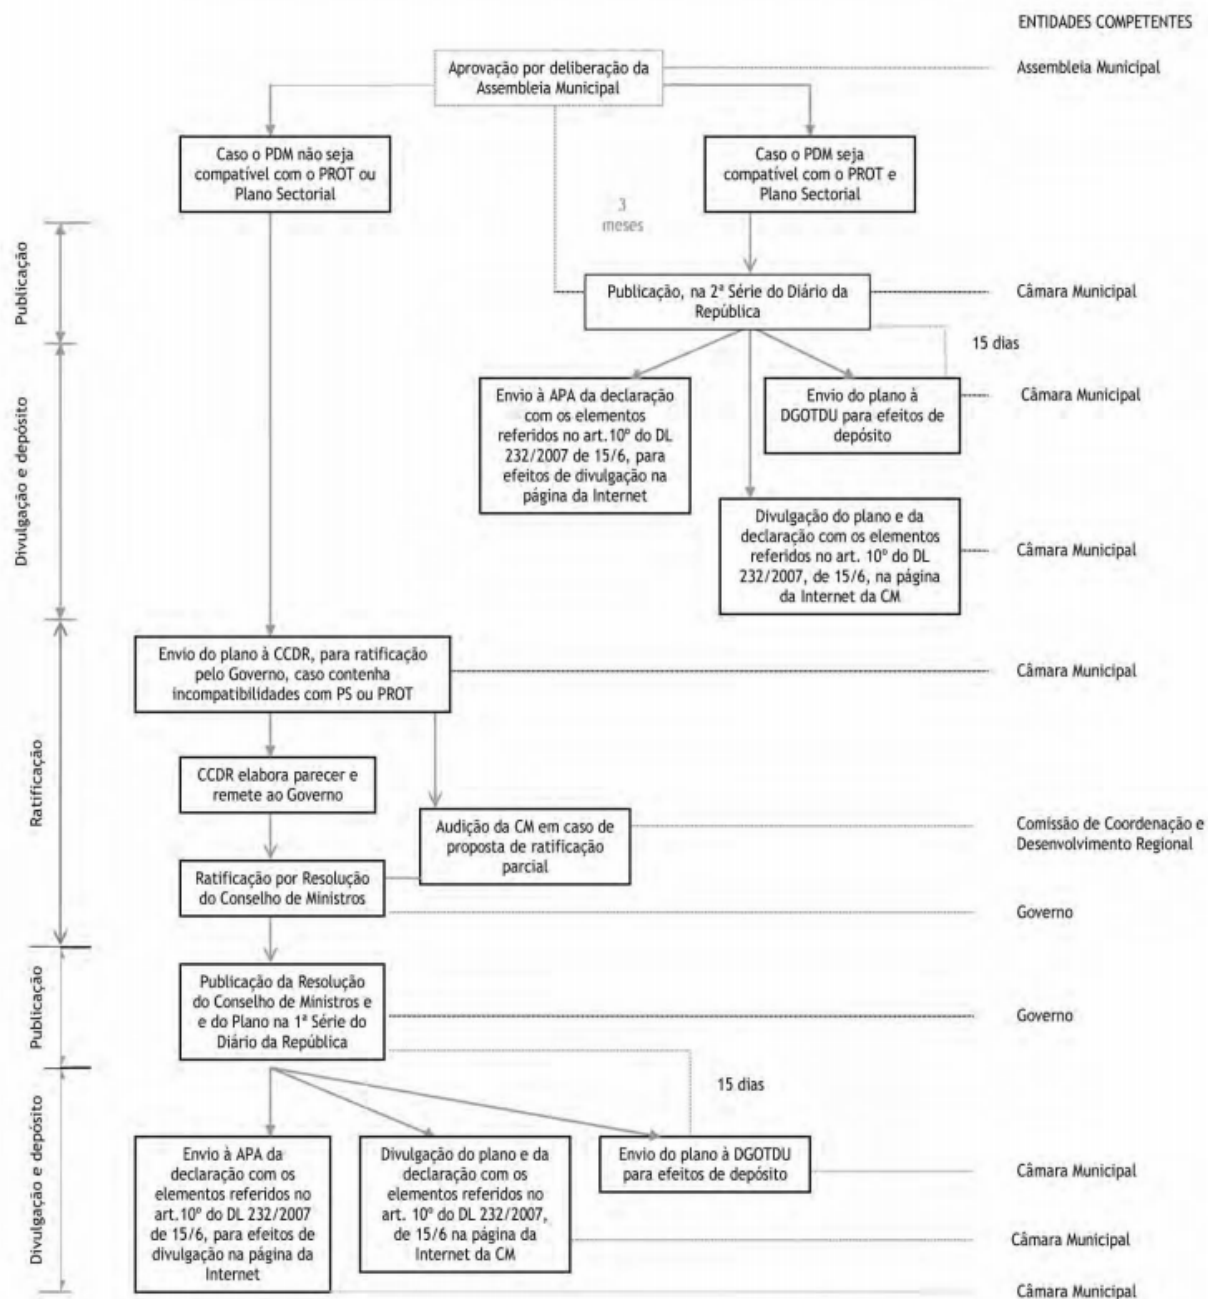 ENTIDADES COMPETENTES
Aprovação por deliberação da
Assembleia Municipal
Assembleia Municipal
Caso o PDM não seja
compatível com o PROT ou
Plano Sectorial
Caso o PDM seja
compatível com o PROT e
Plano Sectorial
3
meses
Publicação
Publicação, na 2ª Série do Diário da
República
Câmara Municipal
15 dias
Divulgação e depósito
Envio à APA da declaração
com os elementos
referidos no art.10º do DL
232/2007 de 15/6, para
efeitos de divulgação na
página da Internet
Envio do plano à
DGOTDU para efeitos de
depósito
Câmara Municipal
Divulgação do plano e da
declaração com os elementos
referidos no art. 10º do DL
232/2007, de 15/6, na página
da Internet da CM
Câmara Municipal
Ratificação
Envio do plano à CCDR, para ratificação
pelo Governo, caso contenha
incompatibilidades com PS ou PROT
Câmara Municipal
CCDR elabora parecer e
remete ao Governo
Audição da CM em caso de
proposta de ratificação
parcial
Comissão de Coordenação e
Desenvolvimento Regional
Ratificação por Resolução
do Conselho de Ministros
Governo
Publicação
Publicação da Resolução
do Conselho de Ministros e
e do Plano na 1ª Série do
Diário da República
Governo
15 dias
Divulgação e depósito
Envio à APA da
declaração com os
elementos referidos no
art.10º do DL 232/2007
de 15/6, para efeitos de
divulgação na página da
Internet
Divulgação do plano e da
declaração com os
elementos referidos no
art. 10º do DL 232/2007,
de 15/6 na página da
Internet da CM
Envio do plano à DGOTDU
para efeitos de depósito
Câmara Municipal
Câmara Municipal
Câmara Municipal